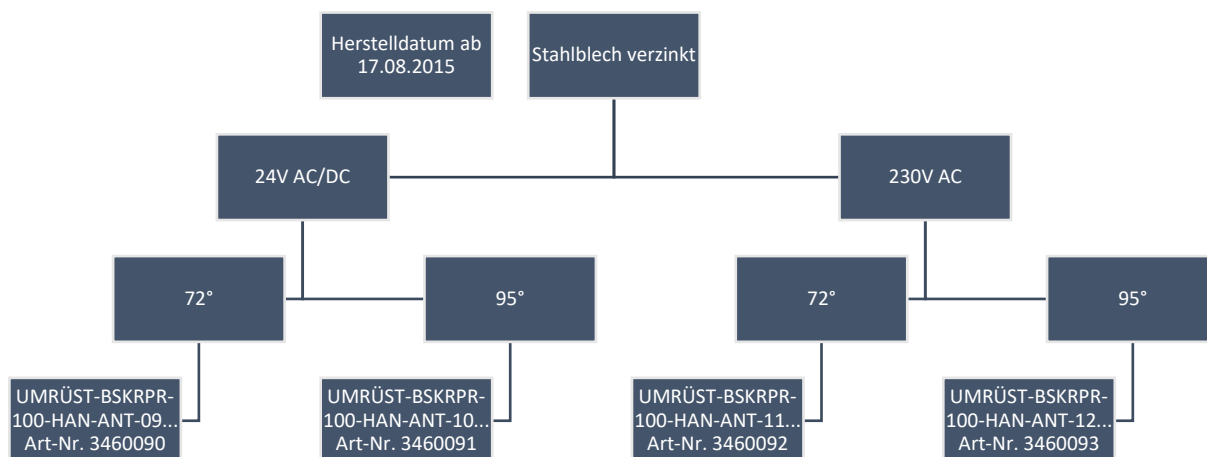 Herstelldatum ab
17.08.2015
Stahlblech verzinkt
24V AC/DC
230V AC
72°
95°
72°
95°
UMRÜST-BSKRPR-
100-HAN-ANT-09...
Art-Nr. 3460090
UMRÜST-BSKRPR-
100-HAN-ANT-10...
Art-Nr. 3460091
UMRÜST-BSKRPR-
100-HAN-ANT-11...
Art-Nr. 3460092
UMRÜST-BSKRPR-
100-HAN-ANT-12...
Art-Nr. 3460093